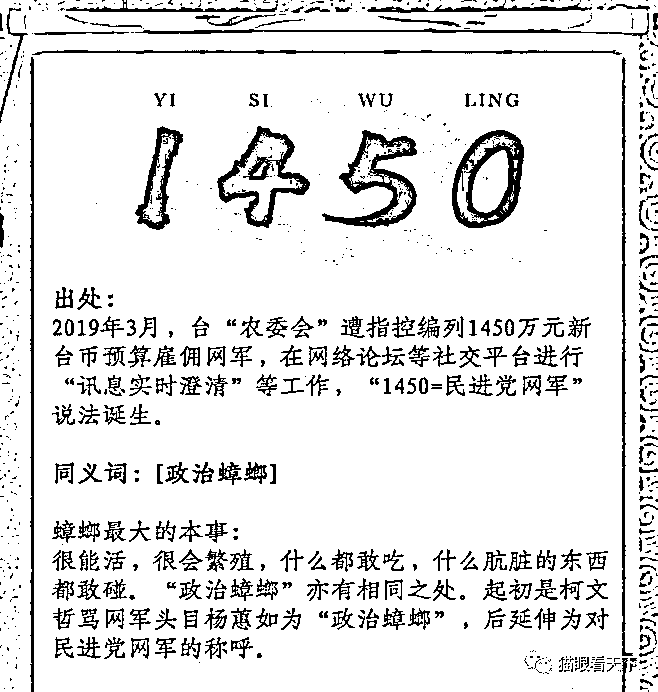 YI SI WU LING
1450
出处：
2019年3月，台“农委会”遭指控编列1450万元新
台币预算雇佣网军，在网络论坛等社交平台进行
“讯息实时澄清”等工作，“1450=民进党网军”
说法诞生。
同义词：[政治蟑螂]
蟑螂最大的本事：
很能活，很会繁殖，什么都敢吃，什么肮脏的东西
都敢碰．“政治蟑螂”亦有相同之处。起初是柯文
哲骂网军头目杨蕙如为“政治蟑螂”，后延伸为对
民进党网军的称呼。
猫眼看天下